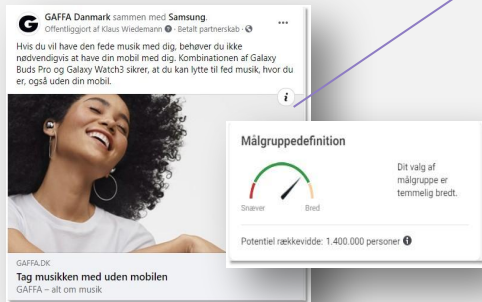 GAFFA Danmark sammen med Samsung.
Offentliggjort af Klaus Wiedemann · Betalt partnerskab ·
Hvis du vil have den fede musik med dig, behøver du ikke
nødvendigvis at have din mobil med dig. Kombinationen af Galaxy
Buds Pro og Galaxy Watch3 sikrer, at du kan lytte til fed musik, hvor du
er, også uden din mobil.
GAFFA.DK
Tag musikken med uden mobilen
GAFFA – alt om musik
Målgruppedefinition
Dit valg af
målgruppe er
temmelig bredt.
Snæver
Bred
Potentiel rækkevidde: 1.400.000 personer